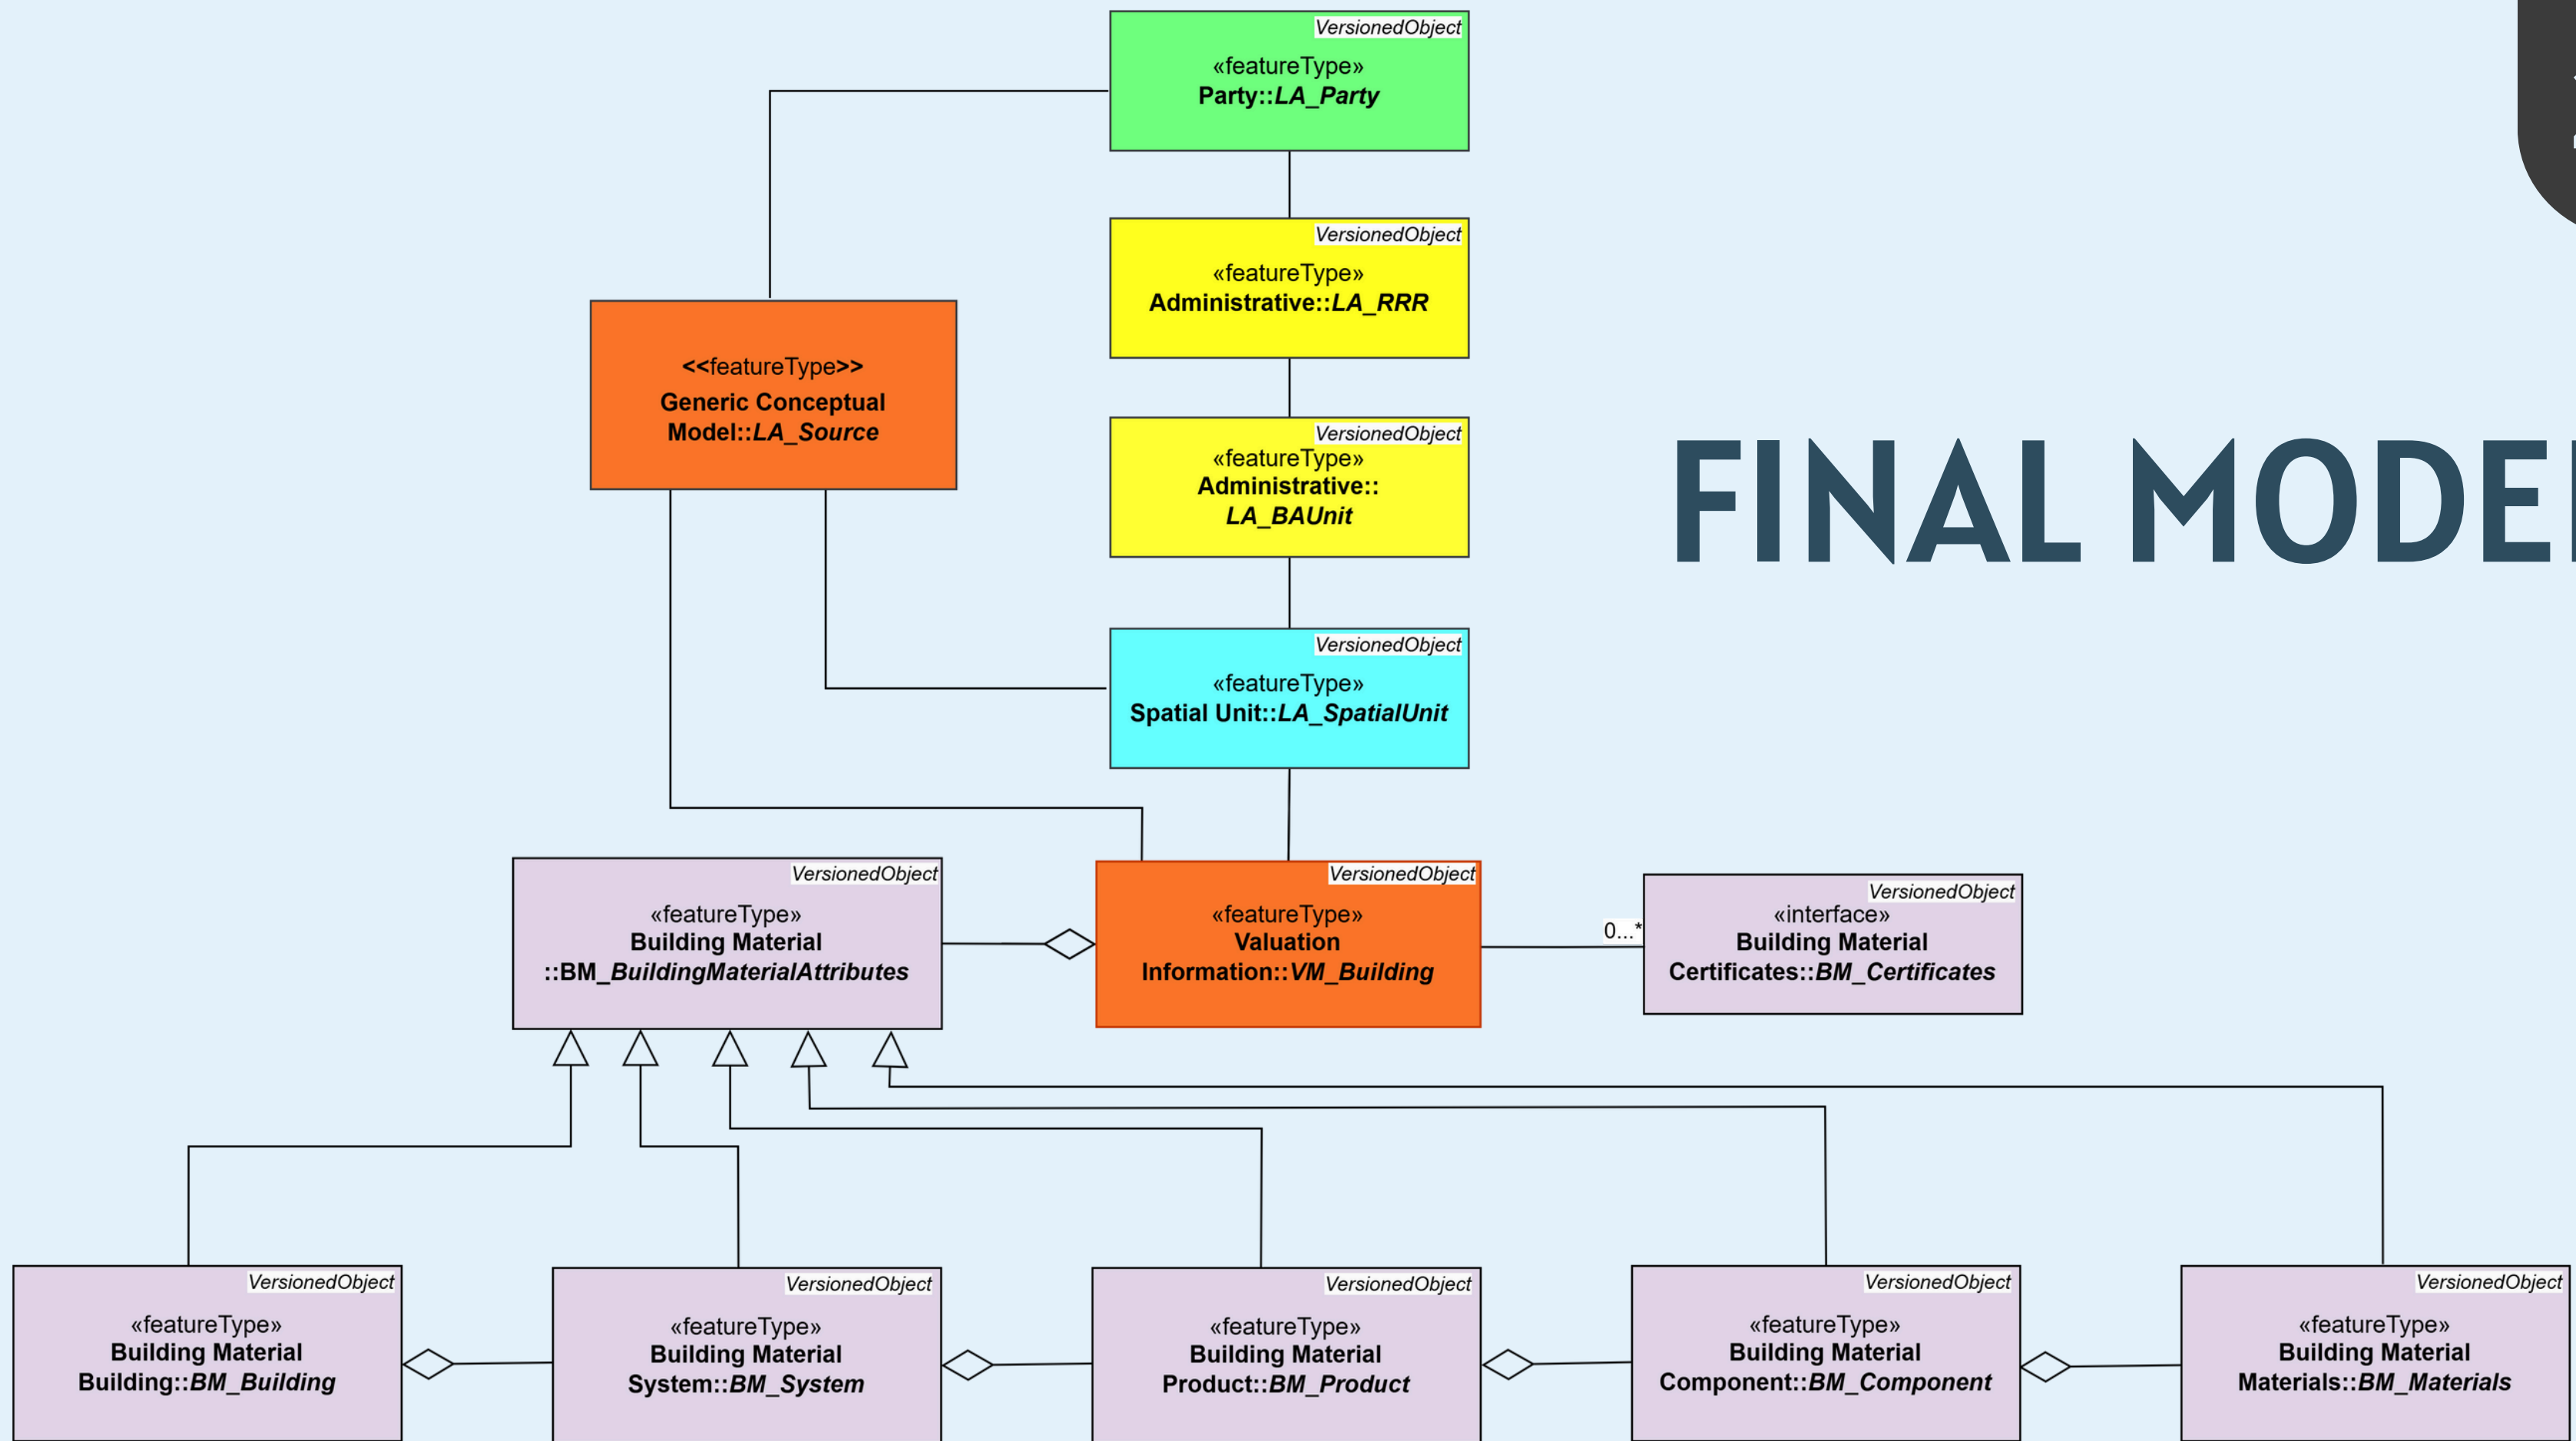 VersionedObject
«featureType»
Party::LA_Party
VersionedObject
«featureType»
Administrative::LA_RRR
<<featureType>>
Generic Conceptual
Model::LA_Source
VersionedObject
«featureType»
Administrative::
LA_BAUnit
FINAL MODEL
VersionedObject
«featureType»
Spatial Unit::LA_SpatialUnit
VersionedObject
«featureType»
Building Material
::BM_BuildingMaterialAttributes
VersionedObject
«featureType»
Valuation
Information::VM_Building
0...*
VersionedObject
«interface»
Building Material
Certificates::BM_Certificates
VersionedObject
«featureType»
Building Material
Building::BM_Building
VersionedObject
«featureType»
Building Material
System::BM_System
VersionedObject
«featureType»
Building Material
Product::BM_Product
VersionedObject
«featureType»
Building Material
Component::BM_Component
VersionedObject
«featureType»
Building Material
Materials::BM_Materials